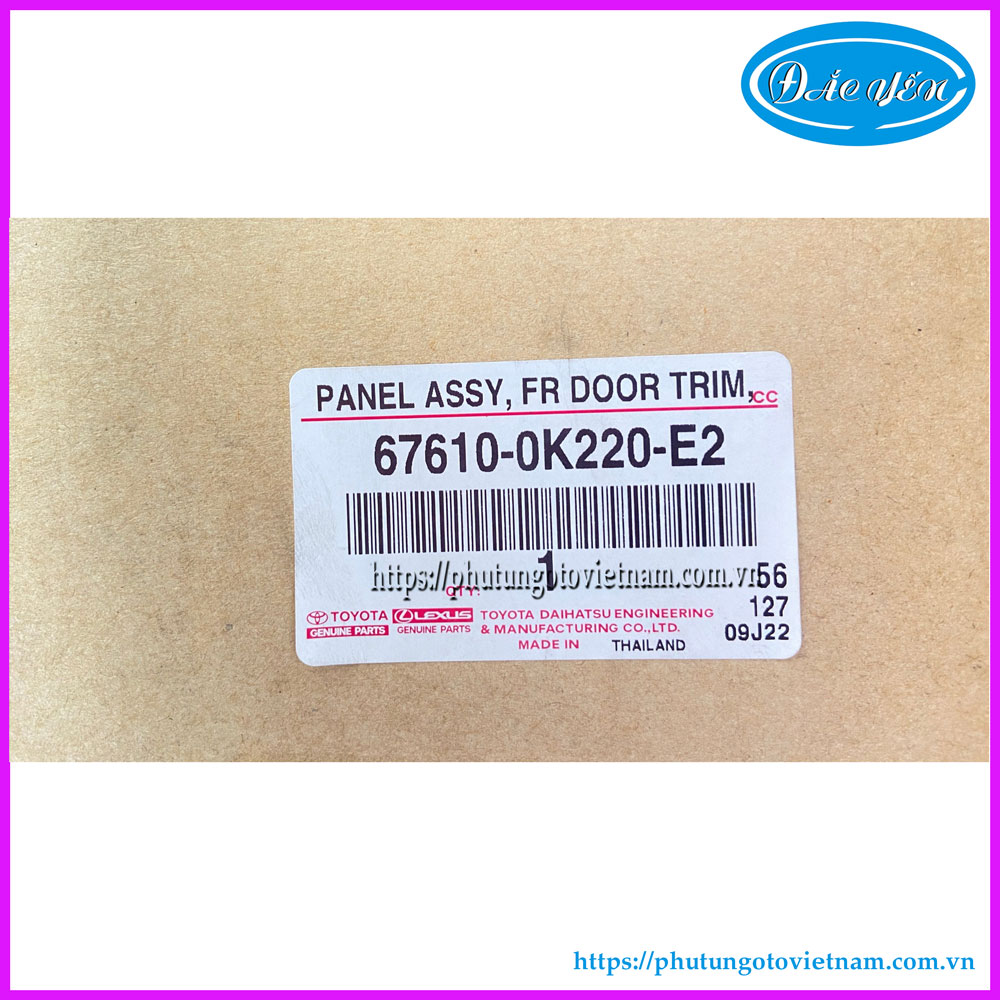 ĐẮC YẾN
PANEL ASSY, FR DOOR TRIM,
CC
67610-0K220-E2
1
https://phutungotovietnam.com.vn
56
QTY:
127
TOYOTA LEXUS TOYOTA DAIHATSU ENGINEERING
GENUINE PARTS GENUINE PARTS & MANUFACTURING CO.,LTD.
09J22
MADE IN THAILAND
https://phutungotovietnam.com.vn